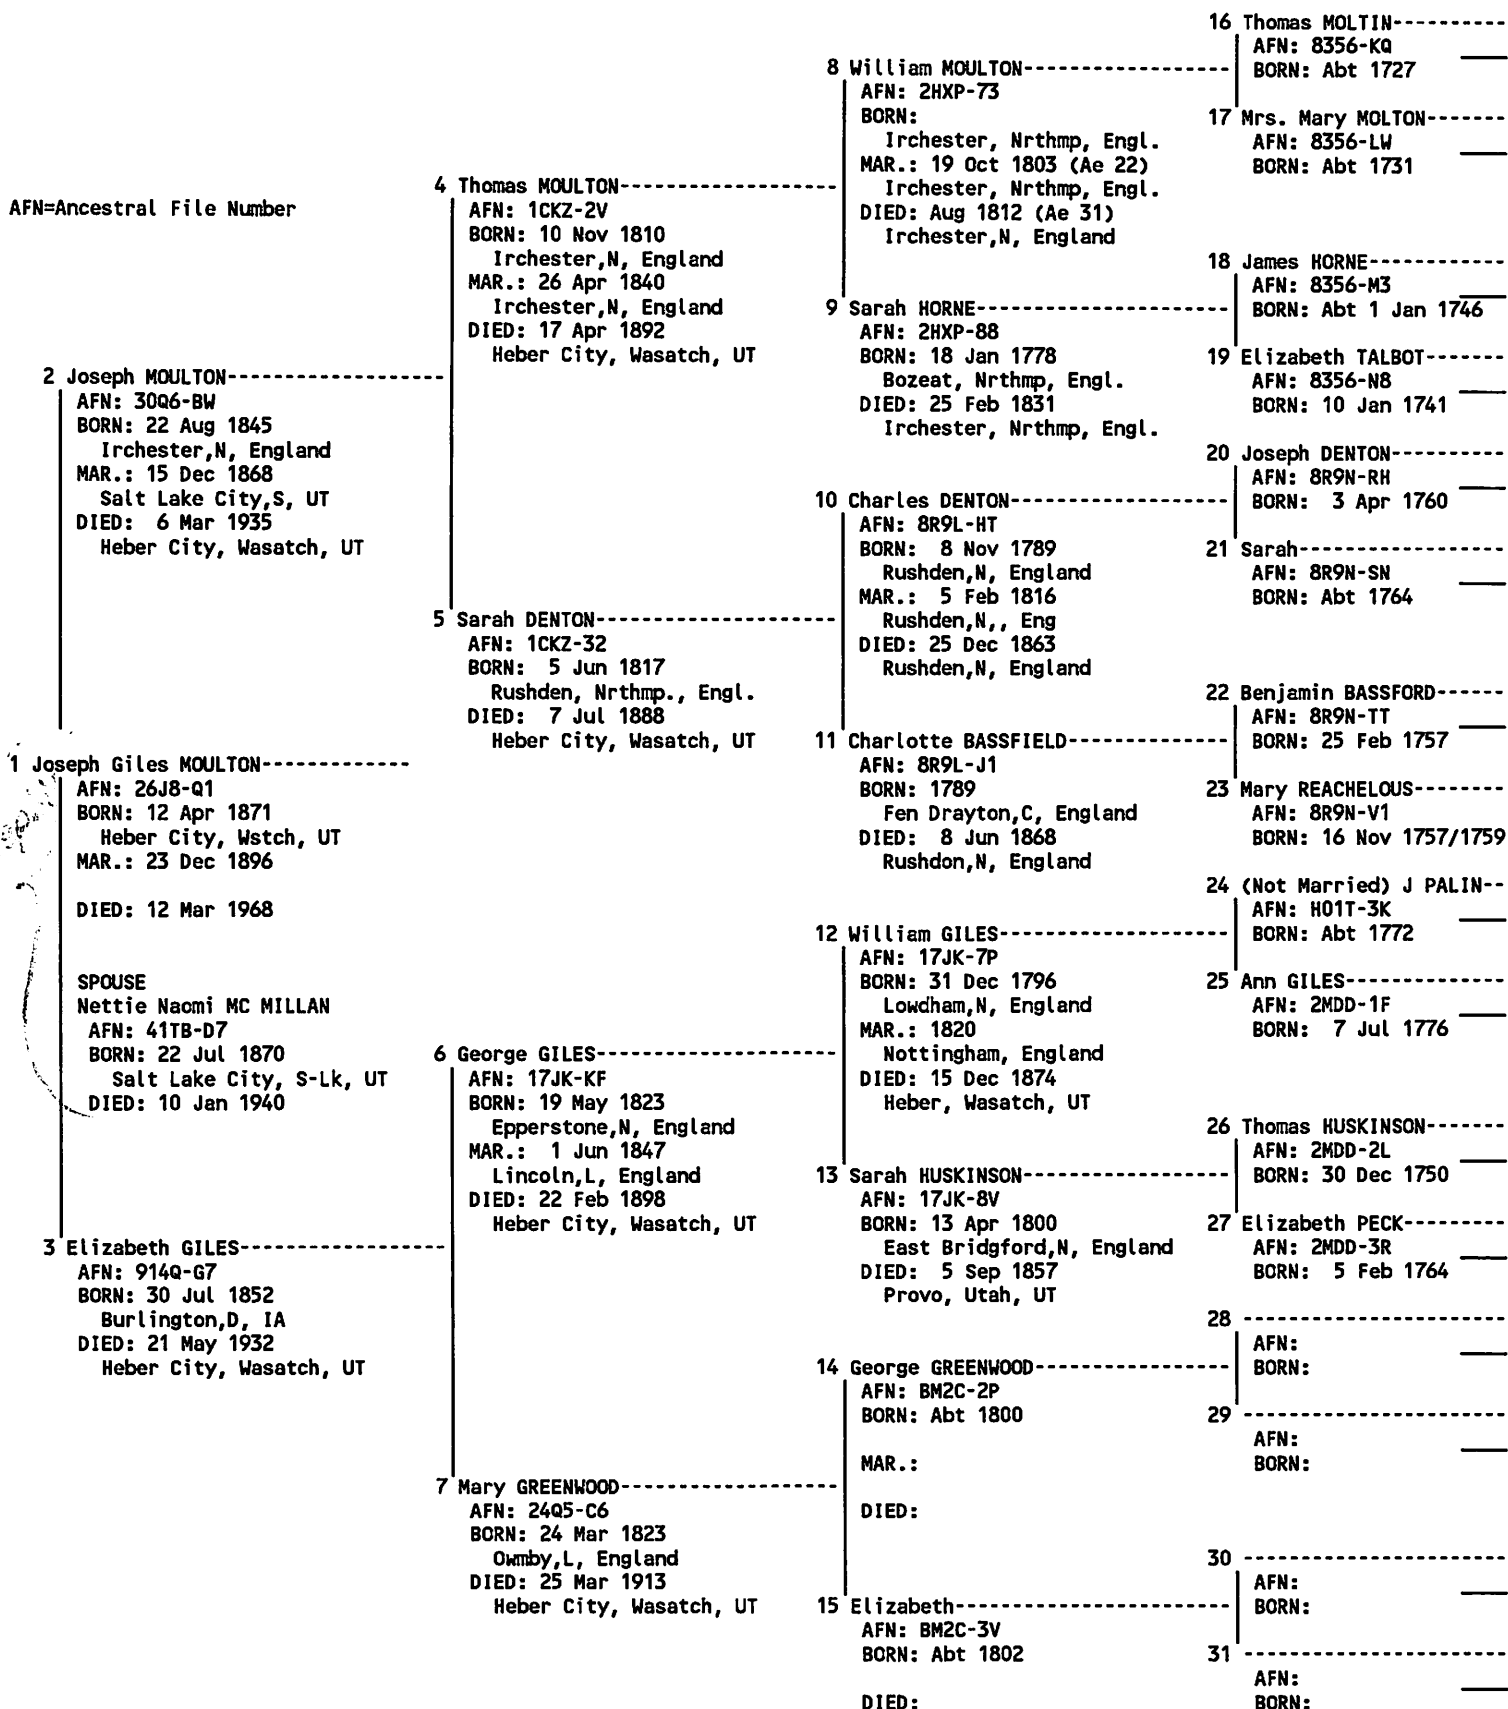 AFN=Ancestral File Number
1 Joseph Giles MOULTON-------------
AFN: 26J8-Q1
BORN: 12 Apr 1871
Heber City, Wstch, UT
MAR.: 23 Dec 1896
DIED: 12 Mar 1968
SPOUSE
Nettie Naomi MC MILLAN
AFN: 41TB-D7
BORN: 22 Jul 1870
Salt Lake City, S-Lk, UT
DIED: 10 Jan 1940
2 Joseph MOULTON-------------------
AFN: 30Q6-BW
BORN: 22 Aug 1845
Irchester,N, England
MAR.: 15 Dec 1868
Salt Lake City,S, UT
DIED:  6 Mar 1935
Heber City, Wasatch, UT
3 Elizabeth GILES------------------
AFN: 914Q-G7
BORN: 30 Jul 1852
Burlington,D, IA
DIED: 21 May 1932
Heber City, Wasatch, UT
4 Thomas MOULTON-------------------
AFN: 1CKZ-2V
BORN: 10 Nov 1810
Irchester,N, England
MAR.: 26 Apr 1840
Irchester,N, England
DIED: 17 Apr 1892
Heber City, Wasatch, UT
5 Sarah DENTON---------------------
AFN: 1CKZ-32
BORN:  5 Jun 1817
Rushden, Nrthmp., Engl.
DIED:  7 Jul 1888
Heber City, Wasatch, UT
6 George GILES---------------------
AFN: 17JK-KF
BORN: 19 May 1823
Epperstone,N, England
MAR.:  1 Jun 1847
Lincoln,L, England
DIED: 22 Feb 1898
Heber City, Wasatch, UT
7 Mary GREENWOOD-------------------
AFN: 24Q5-C6
BORN: 24 Mar 1823
Owmby,L, England
DIED: 25 Mar 1913
Heber City, Wasatch, UT
8 William MOULTON------------------
AFN: 2HXP-73
BORN:
Irchester, Nrthmp, Engl.
MAR.: 19 Oct 1803 (Ae 22)
Irchester, Nrthmp, Engl.
DIED: Aug 1812 (Ae 31)
Irchester,N, England
9 Sarah HORNE----------------------
AFN: 2HXP-88
BORN: 18 Jan 1778
Bozeat, Nrthmp, Engl.
DIED: 25 Feb 1831
Irchester, Nrthmp, Engl.
10 Charles DENTON-------------------
AFN: 8R9L-HT
BORN:  8 Nov 1789
Rushden,N, England
MAR.:  5 Feb 1816
Rushden,N,, Eng
DIED: 25 Dec 1863
Rushden,N, England
11 Charlotte BASSFIELD--------------
AFN: 8R9L-J1
BORN: 1789
Fen Drayton,C, England
DIED:  8 Jun 1868
Rushdon,N, England
12 William GILES--------------------
AFN: 17JK-7P
BORN: 31 Dec 1796
Lowdham,N, England
MAR.: 1820
Nottingham, England
DIED: 15 Dec 1874
Heber, Wasatch, UT
13 Sarah HUSKINSON------------------
AFN: 17JK-8V
BORN: 13 Apr 1800
East Bridgford,N, England
DIED:  5 Sep 1857
Provo, Utah, UT
14 George GREENWOOD-----------------
AFN: BM2C-2P
BORN: Abt 1800
MAR.:
DIED:
15 Elizabeth------------------------
AFN: BM2C-3V
BORN: Abt 1802
DIED:
16 Thomas MOLTIN----------
AFN: 8356-KQ
BORN: Abt 1727
17 Mrs. Mary MOLTON-------
AFN: 8356-LW
BORN: Abt 1731
18 James HORNE------------
AFN: 8356-M3
BORN: Abt 1 Jan 1746
19 Elizabeth TALBOT-------
AFN: 8356-N8
BORN: 10 Jan 1741
20 Joseph DENTON----------
AFN: 8R9N-RH
BORN:  3 Apr 1760
21 Sarah------------------
AFN: 8R9N-SN
BORN: Abt 1764
22 Benjamin BASSFORD------
AFN: 8R9N-TT
BORN: 25 Feb 1757
23 Mary REACHELOUS--------
AFN: 8R9N-V1
BORN: 16 Nov 1757/1759
24 (Not Married) J PALIN--
AFN: H01T-3K
BORN: Abt 1772
25 Ann GILES--------------
AFN: 2MDD-1F
BORN:  7 Jul 1776
26 Thomas HUSKINSON-------
AFN: 2MDD-2L
BORN: 30 Dec 1750
27 Elizabeth PECK---------
AFN: 2MDD-3R
BORN:  5 Feb 1764
28 ----------------------
AFN:
BORN:
29 ----------------------
AFN:
BORN:
30 ----------------------
AFN:
BORN:
31 ----------------------
AFN:
BORN: